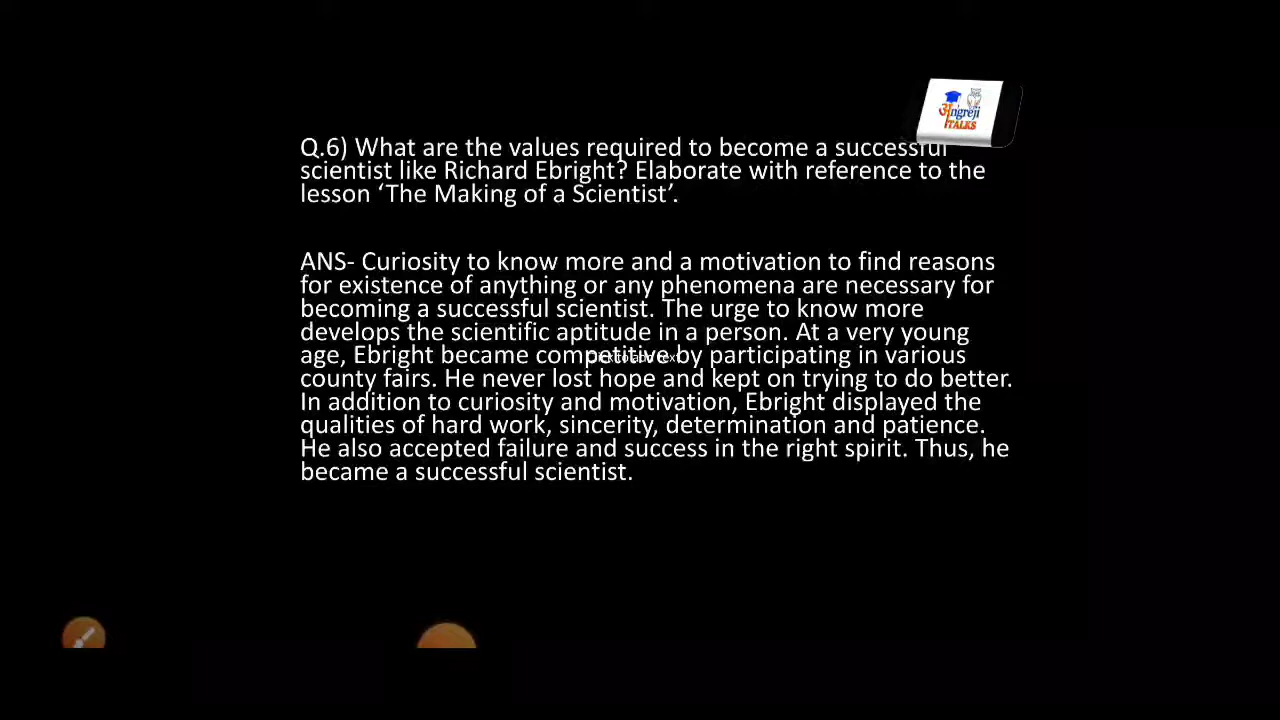 अंngreji
TALKS
Q.6) What are the values required to become a successful
scientist like Richard Ebright? Elaborate with reference to the
lesson ‘The Making of a Scientist’.
ANS- Curiosity to know more and a motivation to find reasons
for existence of anything or any phenomena are necessary for
becoming a successful scientist. The urge to know more
develops the scientific aptitude in a person. At a very young
age, Ebright became competitive by participating in various
county fairs. He never lost hope and kept on trying to do better.
In addition to curiosity and motivation, Ebright displayed the
qualities of hard work, sincerity, determination and patience.
He also accepted failure and success in the right spirit. Thus, he
became a successful scientist.